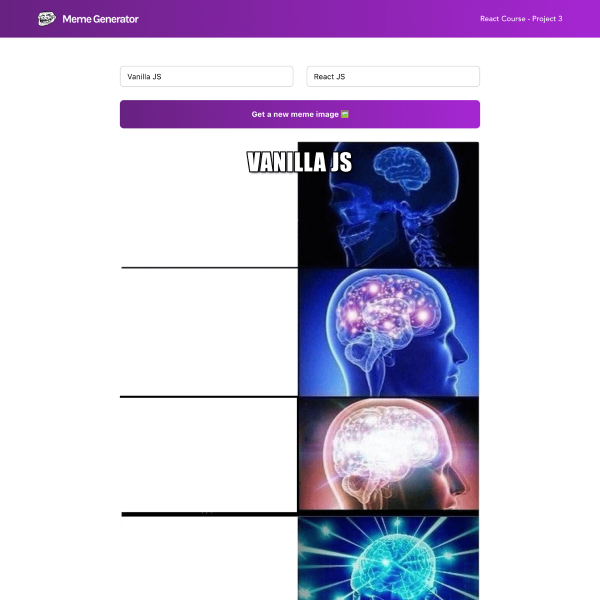 Meme Generator
React Course - Project 3
Vanilla JS
React JS
Get a new meme image
VANILLA JS